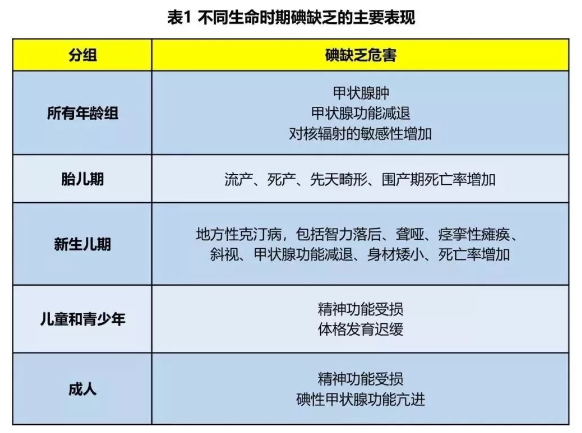 表1 不同生命时期碘缺乏的主要表现
分组
碘缺乏危害
所有年龄组
甲状腺肿
甲状腺功能减退
对核辐射的敏感性增加
胎儿期
流产、死产、先天畸形、围产期死亡率增加
新生儿期
地方性克汀病，包括智力落后、聋哑、痉挛性瘫痪、
斜视、甲状腺功能减退、身材矮小、死亡率增加
儿童和青少年
精神功能受损
体格发育迟缓
成人
精神功能受损
碘性甲状腺功能亢进